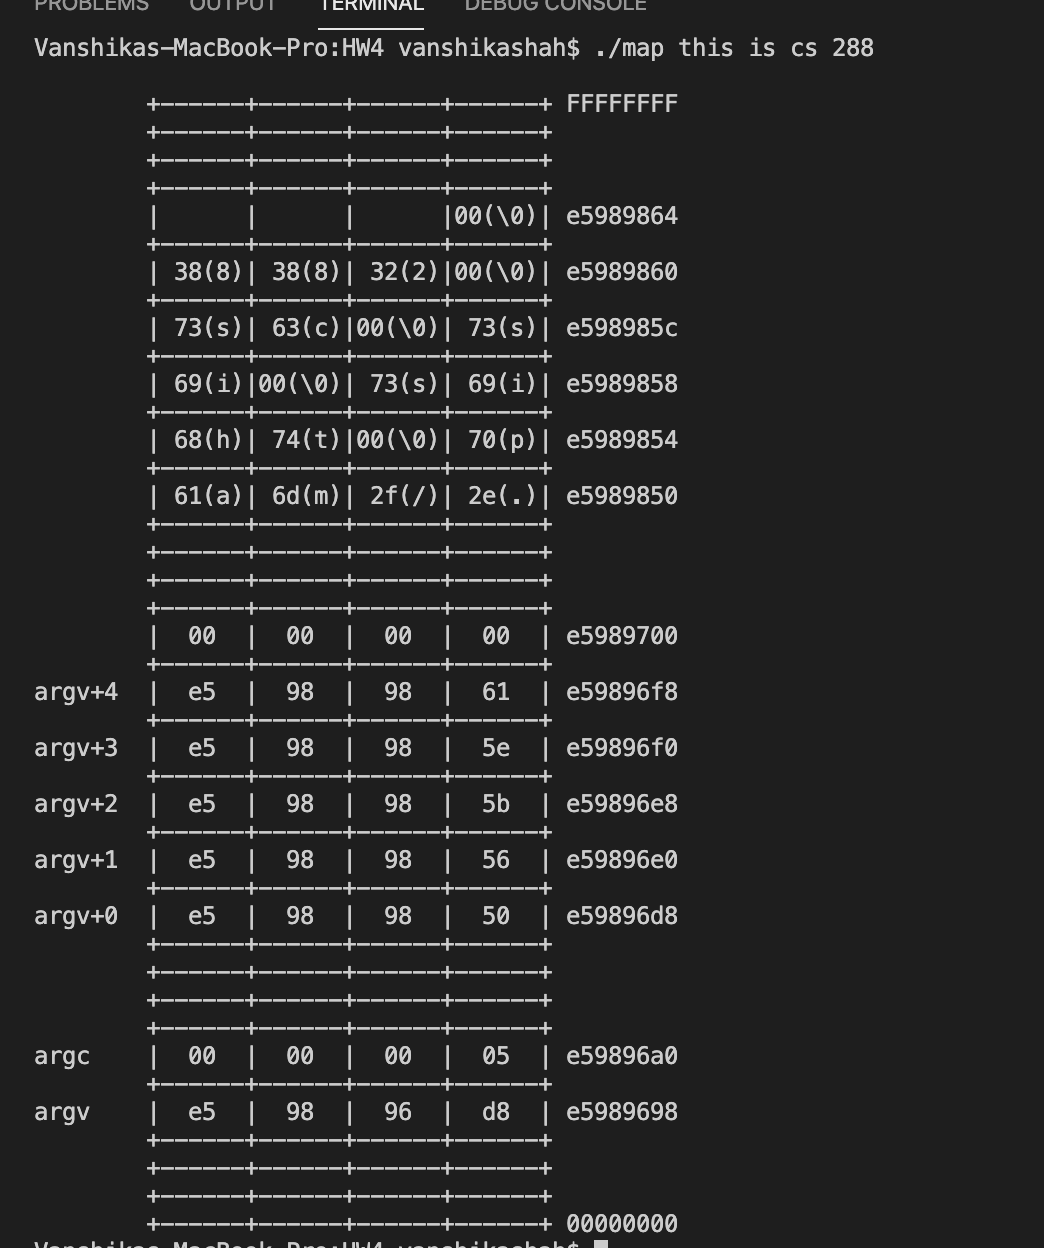 PROBLEMS OUTPUT TERMINAL DEBUG CONSOLE
Vanshikas-MacBook-Pro:HW4 vanshikashah$ ./map this is cs 288
+------+------+------+------+ FFFFFFFF
+------+------+------+------+
+------+------+------+------+
+------+------+------+------+
|      |      |      |00(\0)| e5989864
+------+------+------+------+
| 38(8)| 38(8)| 32(2)|00(\0)| e5989860
+------+------+------+------+
| 73(s)| 63(c)|00(\0)| 73(s)| e598985c
+------+------+------+------+
| 69(i)|00(\0)| 73(s)| 69(i)| e5989858
+------+------+------+------+
| 68(h)| 74(t)|00(\0)| 70(p)| e5989854
+------+------+------+------+
| 61(a)| 6d(m)| 2f(/)| 2e(.)| e5989850
+------+------+------+------+
+------+------+------+------+
+------+------+------+------+
+------+------+------+------+
|  00  |  00  |  00  |  00  | e5989700
+------+------+------+------+
argv+4  |  e5  |  98  |  98  |  61  | e59896f8
+------+------+------+------+
argv+3  |  e5  |  98  |  98  |  5e  | e59896f0
+------+------+------+------+
argv+2  |  e5  |  98  |  98  |  5b  | e59896e8
+------+------+------+------+
argv+1  |  e5  |  98  |  98  |  56  | e59896e0
+------+------+------+------+
argv+0  |  e5  |  98  |  98  |  50  | e59896d8
+------+------+------+------+
+------+------+------+------+
+------+------+------+------+
+------+------+------+------+
argc    |  00  |  00  |  00  |  05  | e59896a0
+------+------+------+------+
argv    |  e5  |  98  |  96  |  d8  | e5989698
+------+------+------+------+
+------+------+------+------+
+------+------+------+------+
+------+------+------+------+ 00000000
Vanshikas-MacBook-Pro:HW4 vanshikashah$